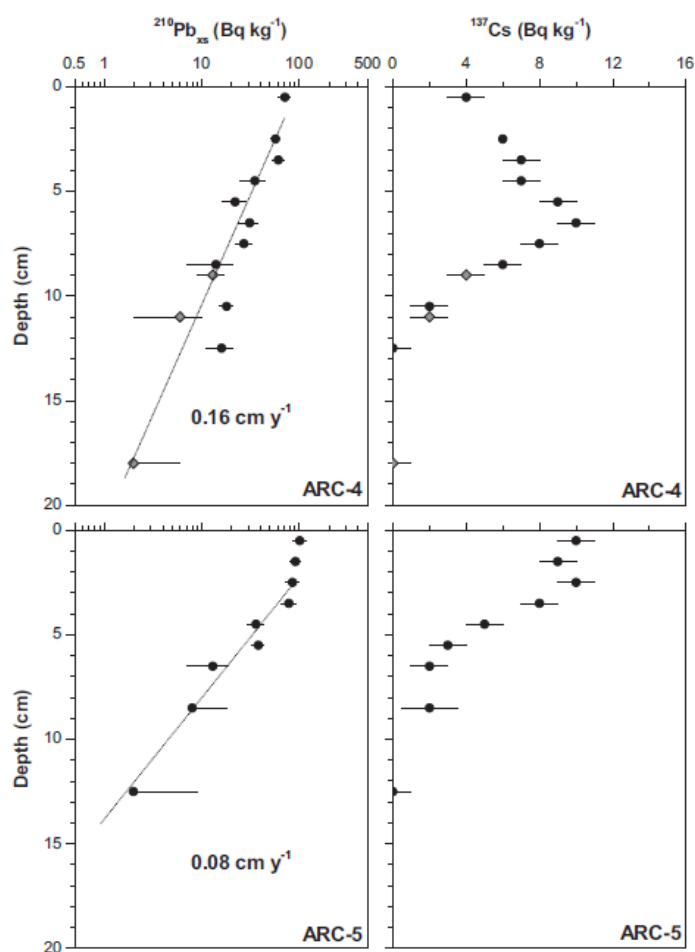 ²¹⁰Pbxs (Bq kg⁻¹) ¹³⁷Cs (Bq kg⁻¹)
0.5 1 10 100 500 0 4 8 12 16
0
5
10
15
20
Depth (cm)
0.16 cm y⁻¹
ARC-4 ARC-4
0
5
10
15
20
Depth (cm)
0.08 cm y⁻¹
ARC-5 ARC-5